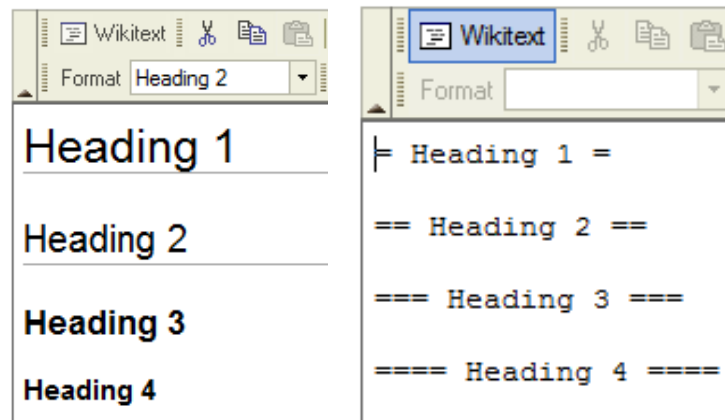 Wikitext
Format Heading 2
Heading 1
Heading 2
Heading 3
Heading 4
Wikitext
Format
= Heading 1 =
== Heading 2 ==
=== Heading 3 ===
==== Heading 4 ====